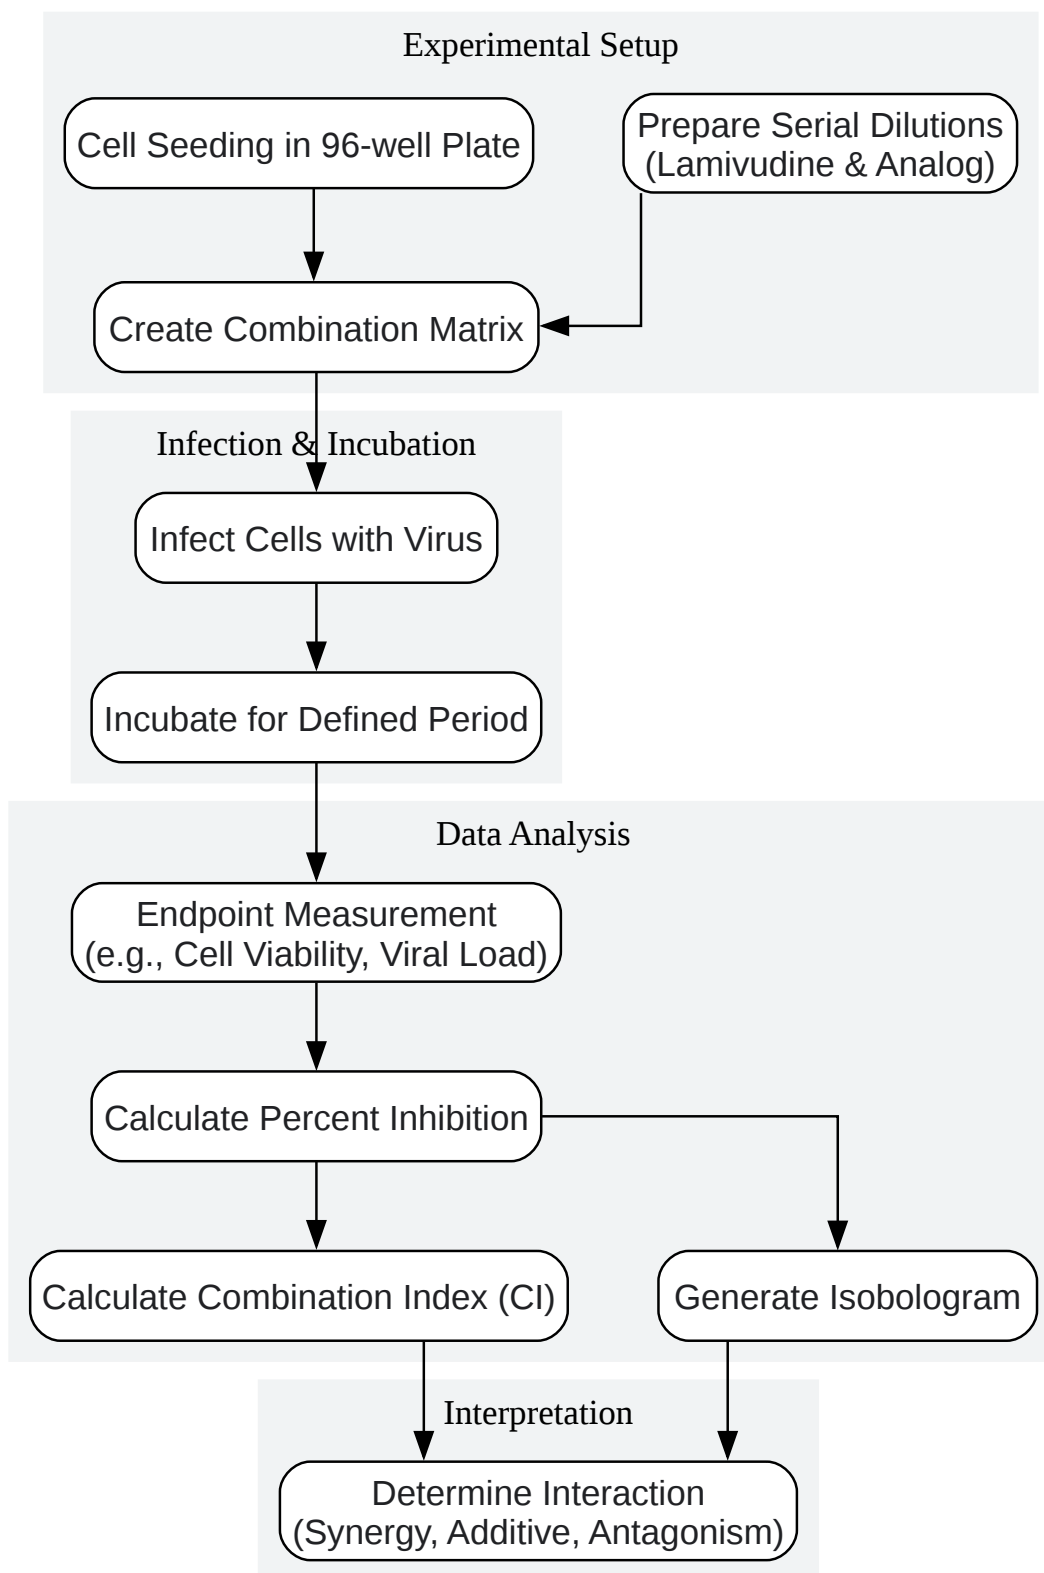 Experimental Setup
Cell Seeding in 96-well Plate
Prepare Serial Dilutions
(Lamivudine & Analog)
Create Combination Matrix
Infection & Incubation
Infect Cells with Virus
Incubate for Defined Period
Data Analysis
Endpoint Measurement
(e.g., Cell Viability, Viral Load)
Calculate Percent Inhibition
Calculate Combination Index (CI)
Generate Isobologram
Interpretation
Determine Interaction
(Synergy, Additive, Antagonism)